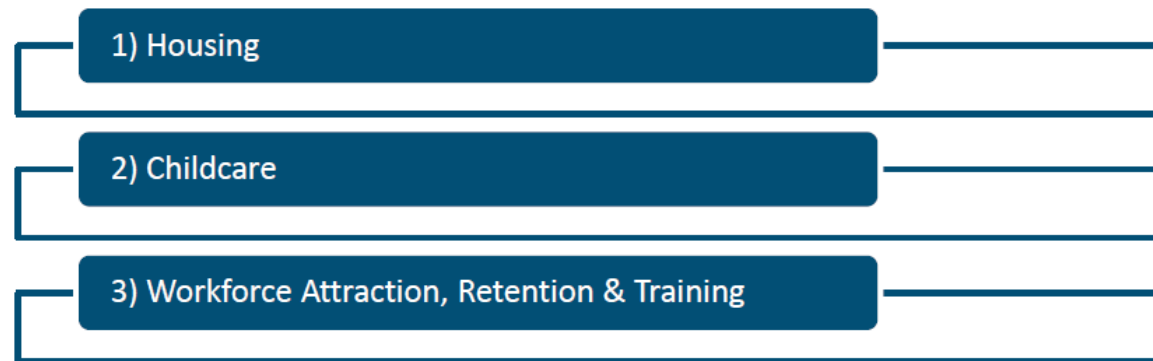 1) Housing
2) Childcare
3) Workforce Attraction, Retention & Training